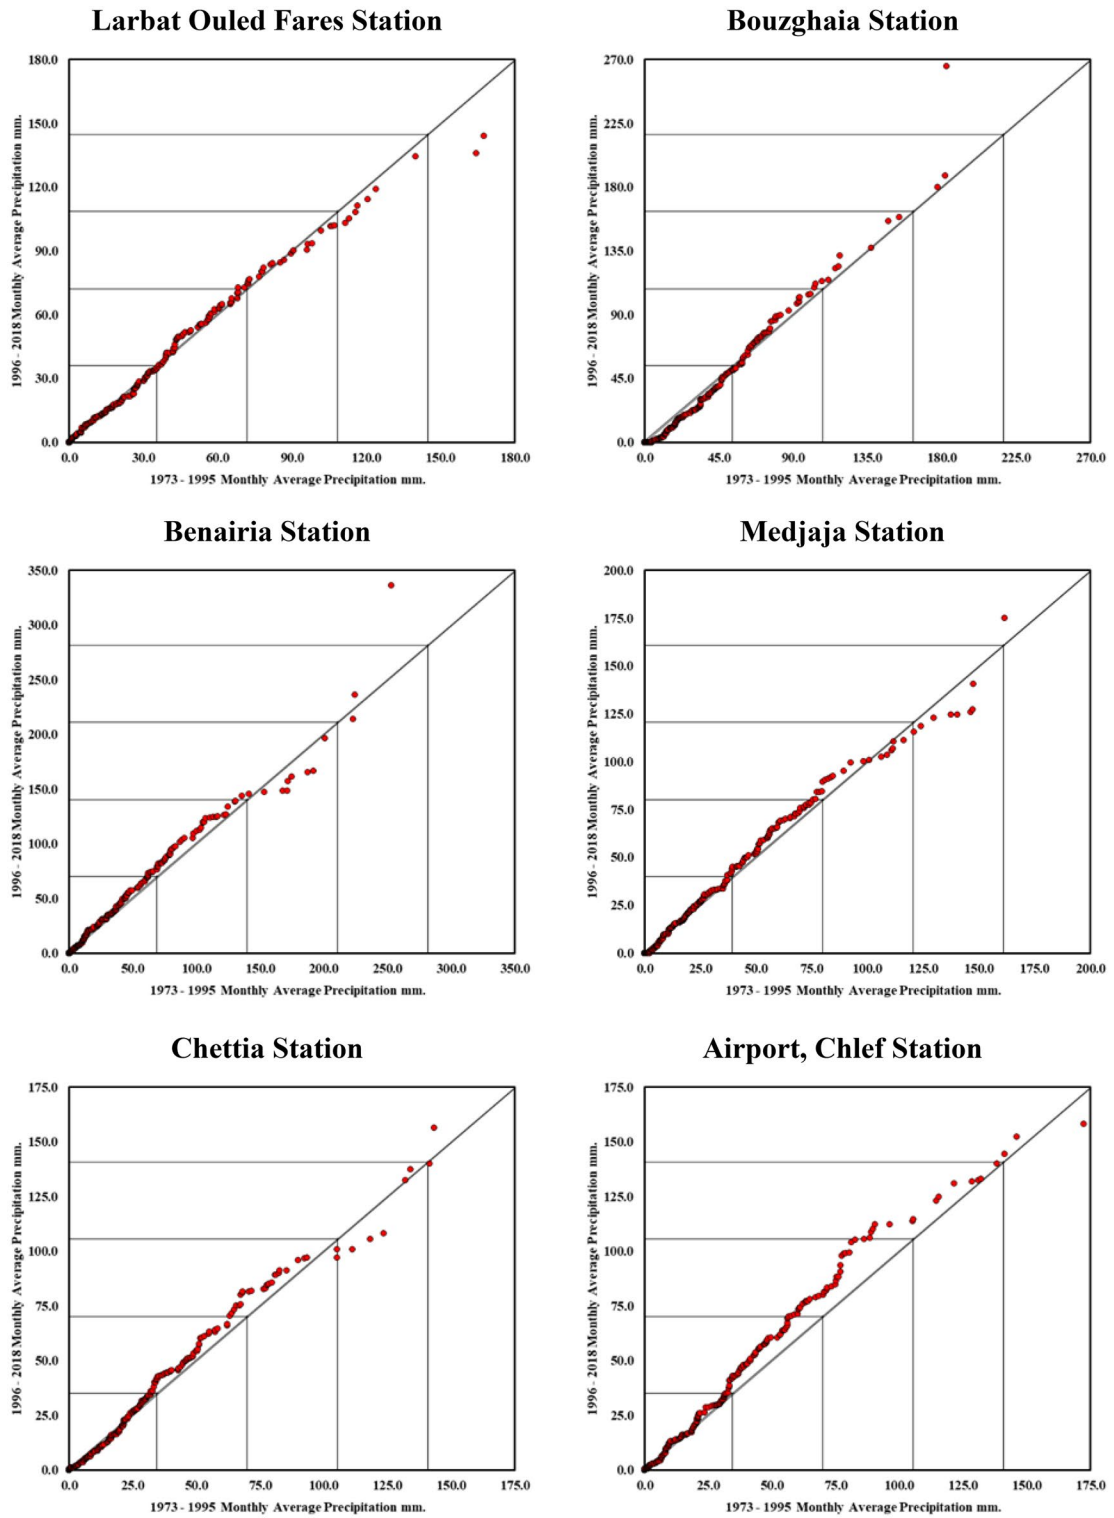 Larbat Ouled Fares Station
Bouzghaia Station
180.0
150.0
120.0
90.0
60.0
30.0
0.0
1996 - 2018 Monthly Average Precipitation mm.
0.0 30.0 60.0 90.0 120.0 150.0 180.0
1973 - 1995 Monthly Average Precipitation mm.
270.0
225.0
180.0
135.0
90.0
45.0
0.0
1996 - 2018 Monthly Average Precipitation mm.
0.0 45.0 90.0 135.0 180.0 225.0 270.0
1973 - 1995 Monthly Average Precipitation mm.
Benairia Station
Medjaja Station
350.0
300.0
250.0
200.0
150.0
100.0
50.0
0.0
1996 - 2018 Monthly Average Precipitation mm.
0.0 50.0 100.0 150.0 200.0 250.0 300.0 350.0
1973 - 1995 Monthly Average Precipitation mm.
200.0
175.0
150.0
125.0
100.0
75.0
50.0
25.0
0.0
1996 - 2018 Monthly Average Precipitation mm.
0.0 25.0 50.0 75.0 100.0 125.0 150.0 175.0 200.0
1973 - 1995 Monthly Average Precipitation mm.
Chettia Station
Airport, Chlef Station
175.0
150.0
125.0
100.0
75.0
50.0
25.0
0.0
1996 - 2018 Monthly Average Precipitation mm.
0.0 25.0 50.0 75.0 100.0 125.0 150.0 175.0
1973 - 1995 Monthly Average Precipitation mm.
175.0
150.0
125.0
100.0
75.0
50.0
25.0
0.0
1996 - 2018 Monthly Average Precipitation mm.
0.0 25.0 50.0 75.0 100.0 125.0 150.0 175.0
1973 - 1995 Monthly Average Precipitation mm.